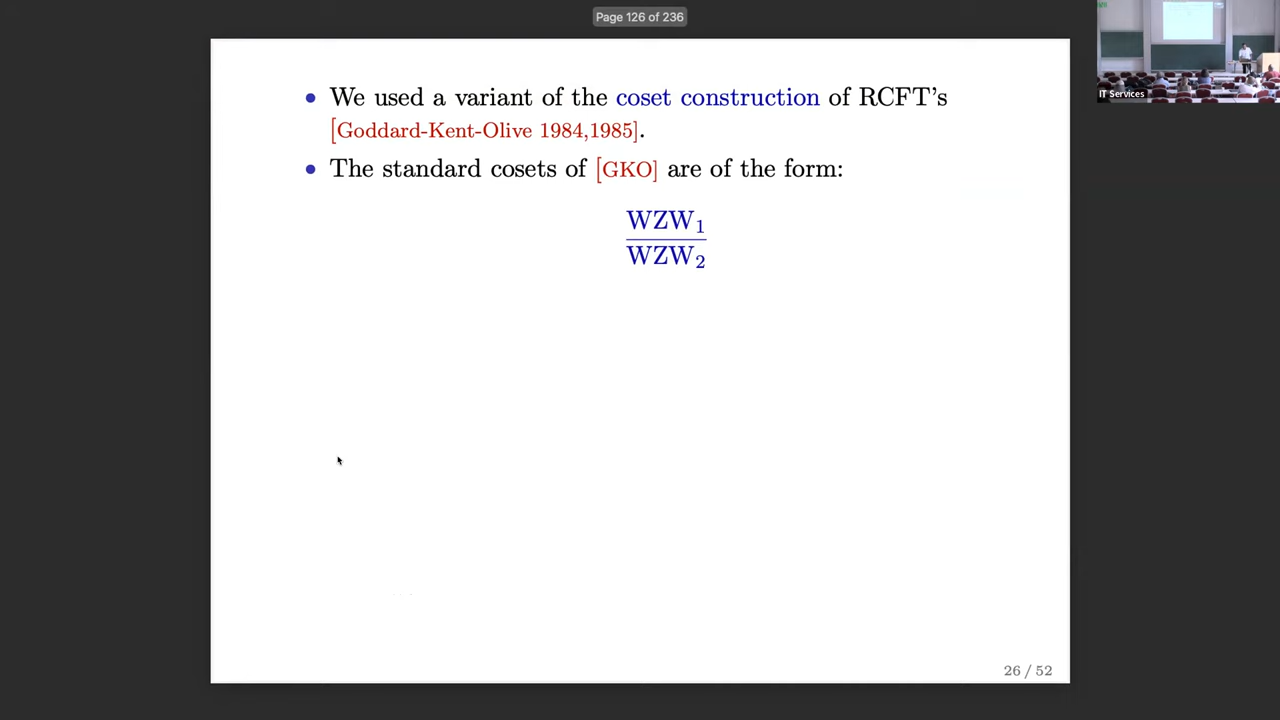 Page 126 of 236
IT Services
• We used a variant of the coset construction of RCFT's
[Goddard-Kent-Olive 1984,1985].
• The standard cosets of [GKO] are of the form:
WZW₁
WZW₂
26 / 52